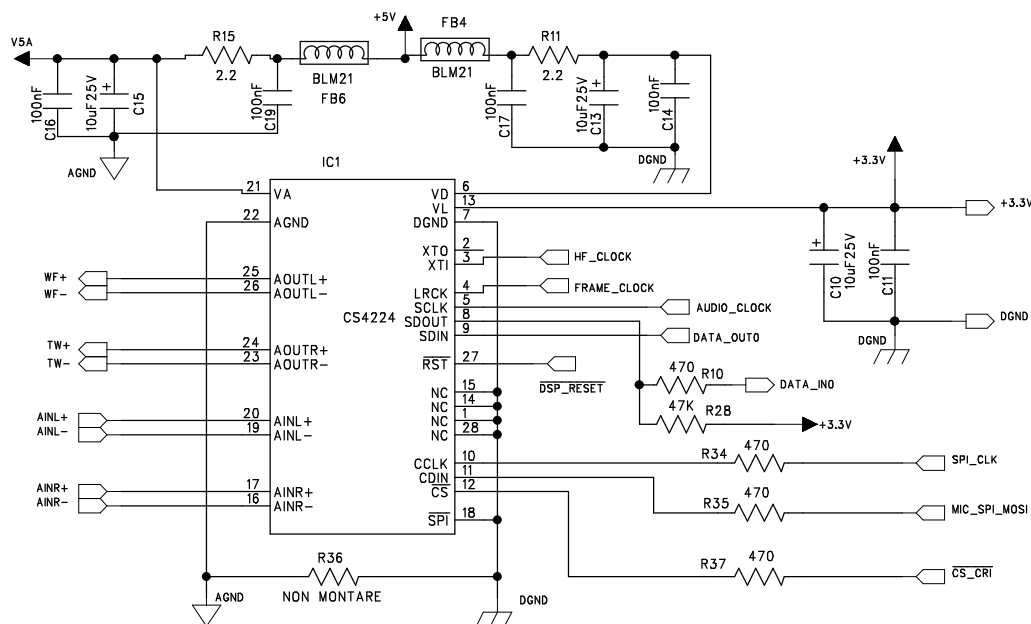 V5A
R15
2.2
BLM21
FB6
+5V
FB4
BLM21
R11
2.2
100nF
C16
10uF25V
C15
100nF
C19
100nF
C17
10uF25V
C13
100nF
C14
AGND
DGND
+3.3V
+3.3V
10uF25V
C10
100nF
C11
DGND
DGND
IC1
CS4224
21 VA
22 AGND
25 AOUTL+
26 AOUTL-
24 AOUTR+
23 AOUTR-
20 AINL+
19 AINL-
17 AINR+
16 AINR-
VD 6
VL 13
DGND 7
XTO 2
XTI 3
LRCK 4
SCLK 5
SDOUT 8
SDIN 9
RST 27
NC 15
NC 14
NC 1
NC 28
CCLK 10
CDIN 11
CS 12
SPI 18
WF+
WF-
TW+
TW-
AINL+
AINL-
AINR+
AINR-
HF_CLOCK
FRAME_CLOCK
AUDIO_CLOCK
DATA_OUT0
DSP_RESET
470 R10
DATA_IN0
47K R28
+3.3V
R34 470
SPI_CLK
R35 470
MIC_SPI_MOSI
R37 470
CS_CRI
R36
NON MONTARE
AGND
DGND